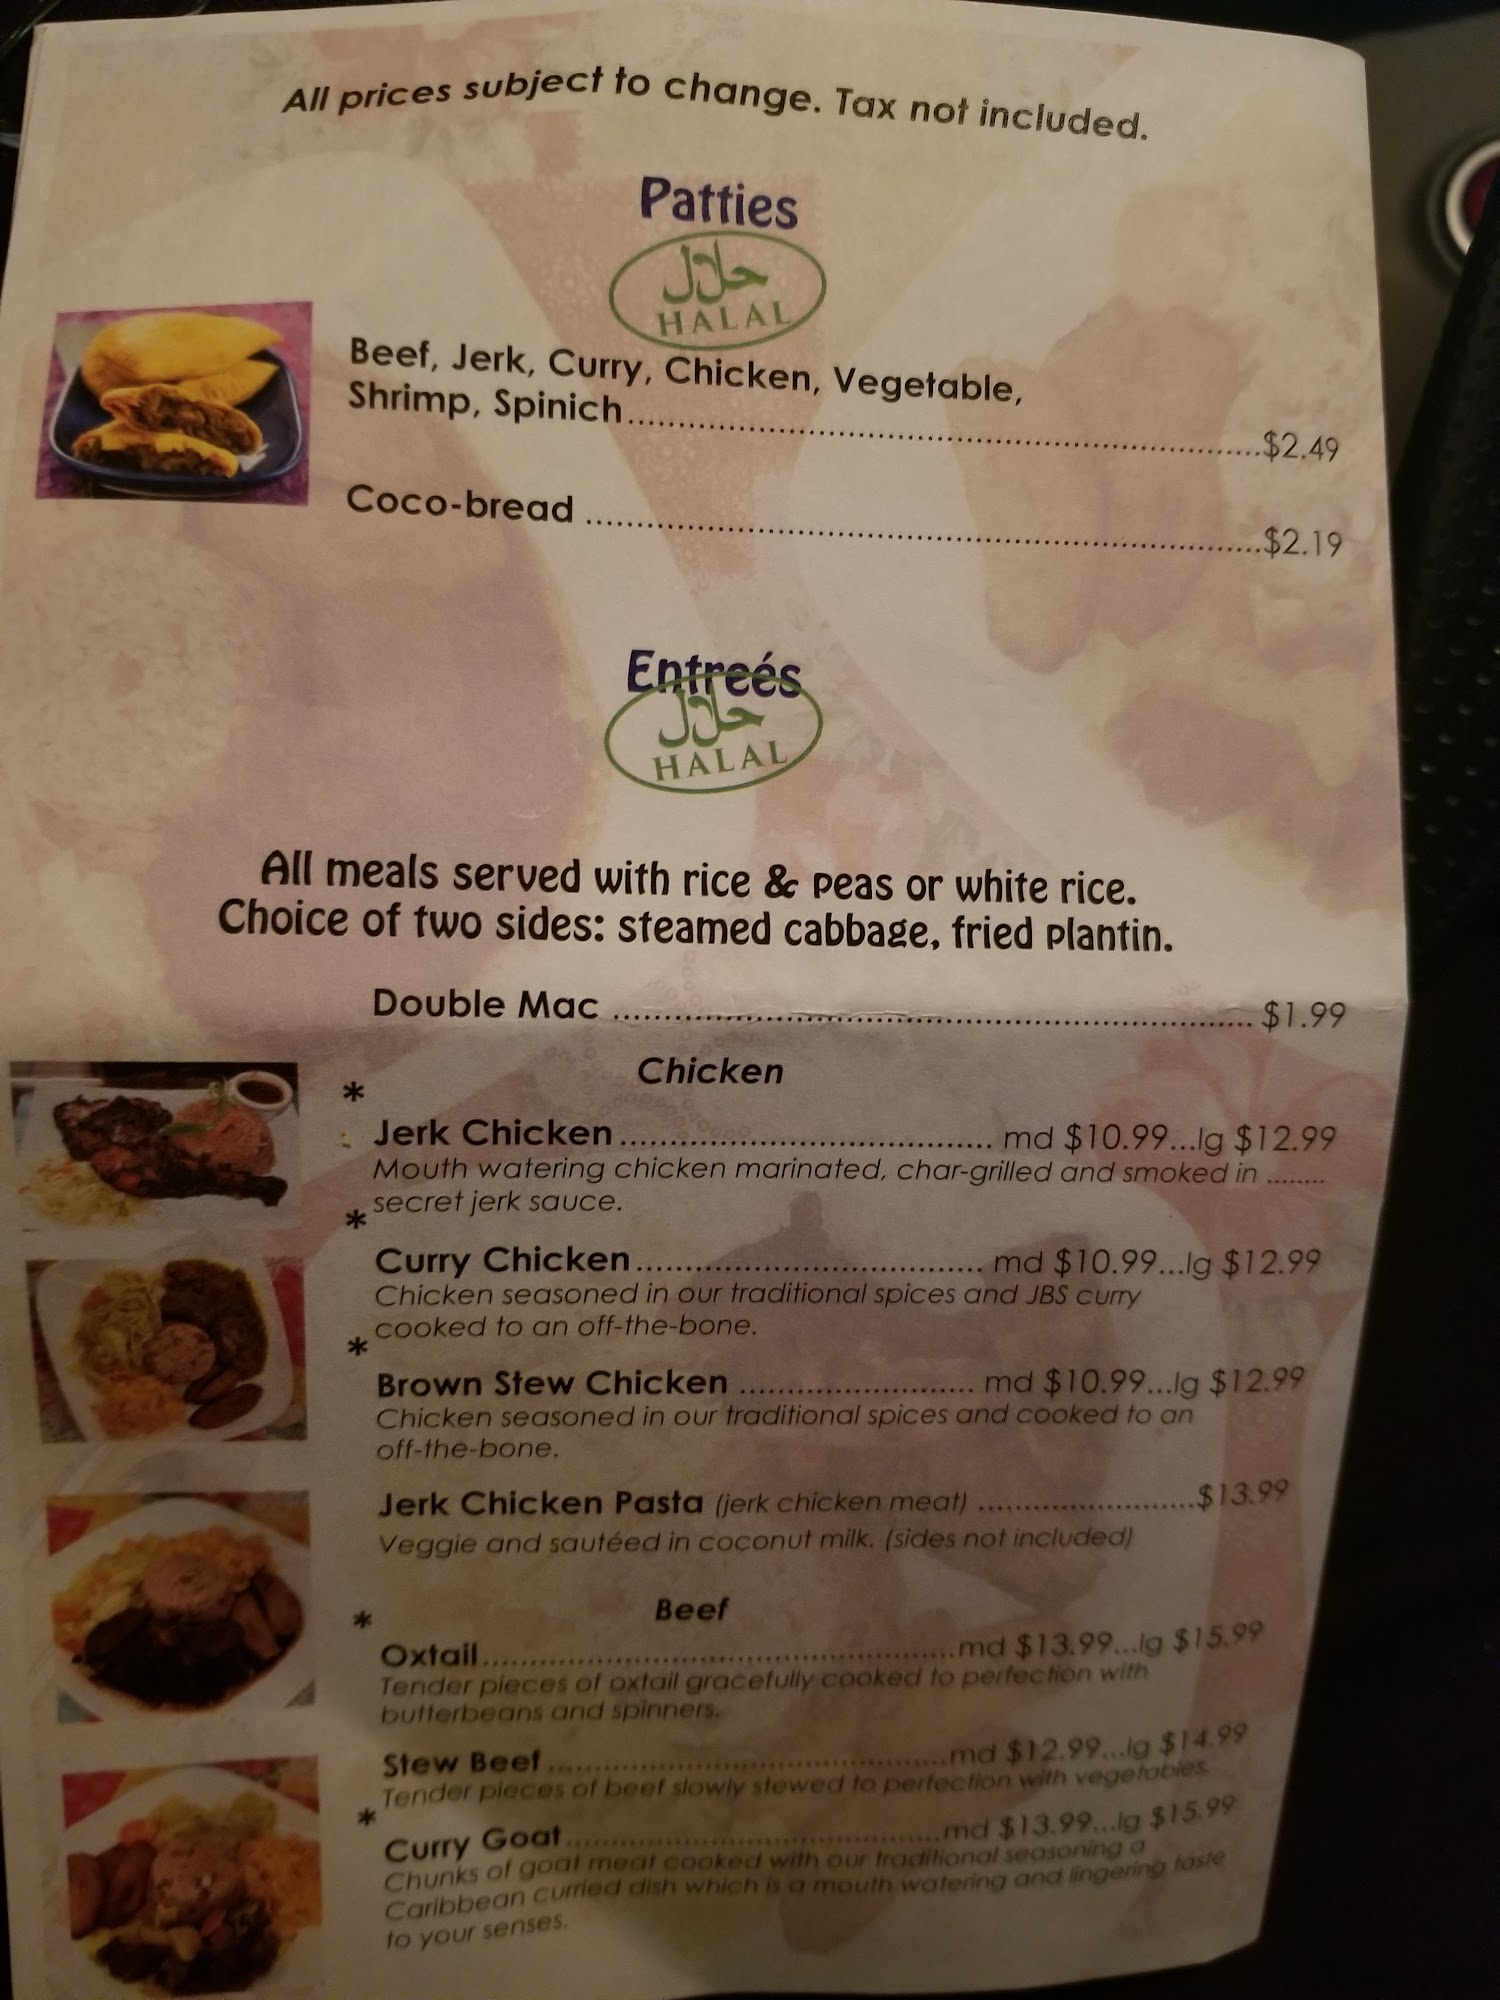 All prices subject to change. Tax not included.
Patties
حلال
HALAL
Beef, Jerk, Curry, Chicken, Vegetable,
Shrimp, Spinich..........$2.49
Coco-bread ..........$2.19
Entreés
حلال
HALAL
All meals served with rice & peas or white rice.
Choice of two sides: steamed cabbage, fried plantin.
Double Mac .......... $1.99
Chicken
*
Jerk Chicken.......... md $10.99...lg $12.99
Mouth watering chicken marinated, char-grilled and smoked in ........
secret jerk sauce.
*
Curry Chicken.......... md $10.99...lg $12.99
Chicken seasoned in our traditional spices and JBS curry
cooked to an off-the-bone.
*
Brown Stew Chicken .......... md $10.99...lg $12.99
Chicken seasoned in our traditional spices and cooked to an
off-the-bone.
Jerk Chicken Pasta (jerk chicken meat) ..........$13.99
Veggie and sautéed in coconut milk. (sides not included)
Beef
*
Oxtail..........md $13.99...lg $15.99
Tender pieces of oxtail gracefully cooked to perfection with
butterbeans and spinners.
Stew Beef..........md $12.99...lg $14.99
Tender pieces of beef slowly stewed to perfection with vegetables.
*
Curry Goat..........md $13.99...lg $15.99
Chunks of goat meat cooked with our traditional seasoning a
Caribbean curried dish which is a mouth watering and lingering taste
to your senses.